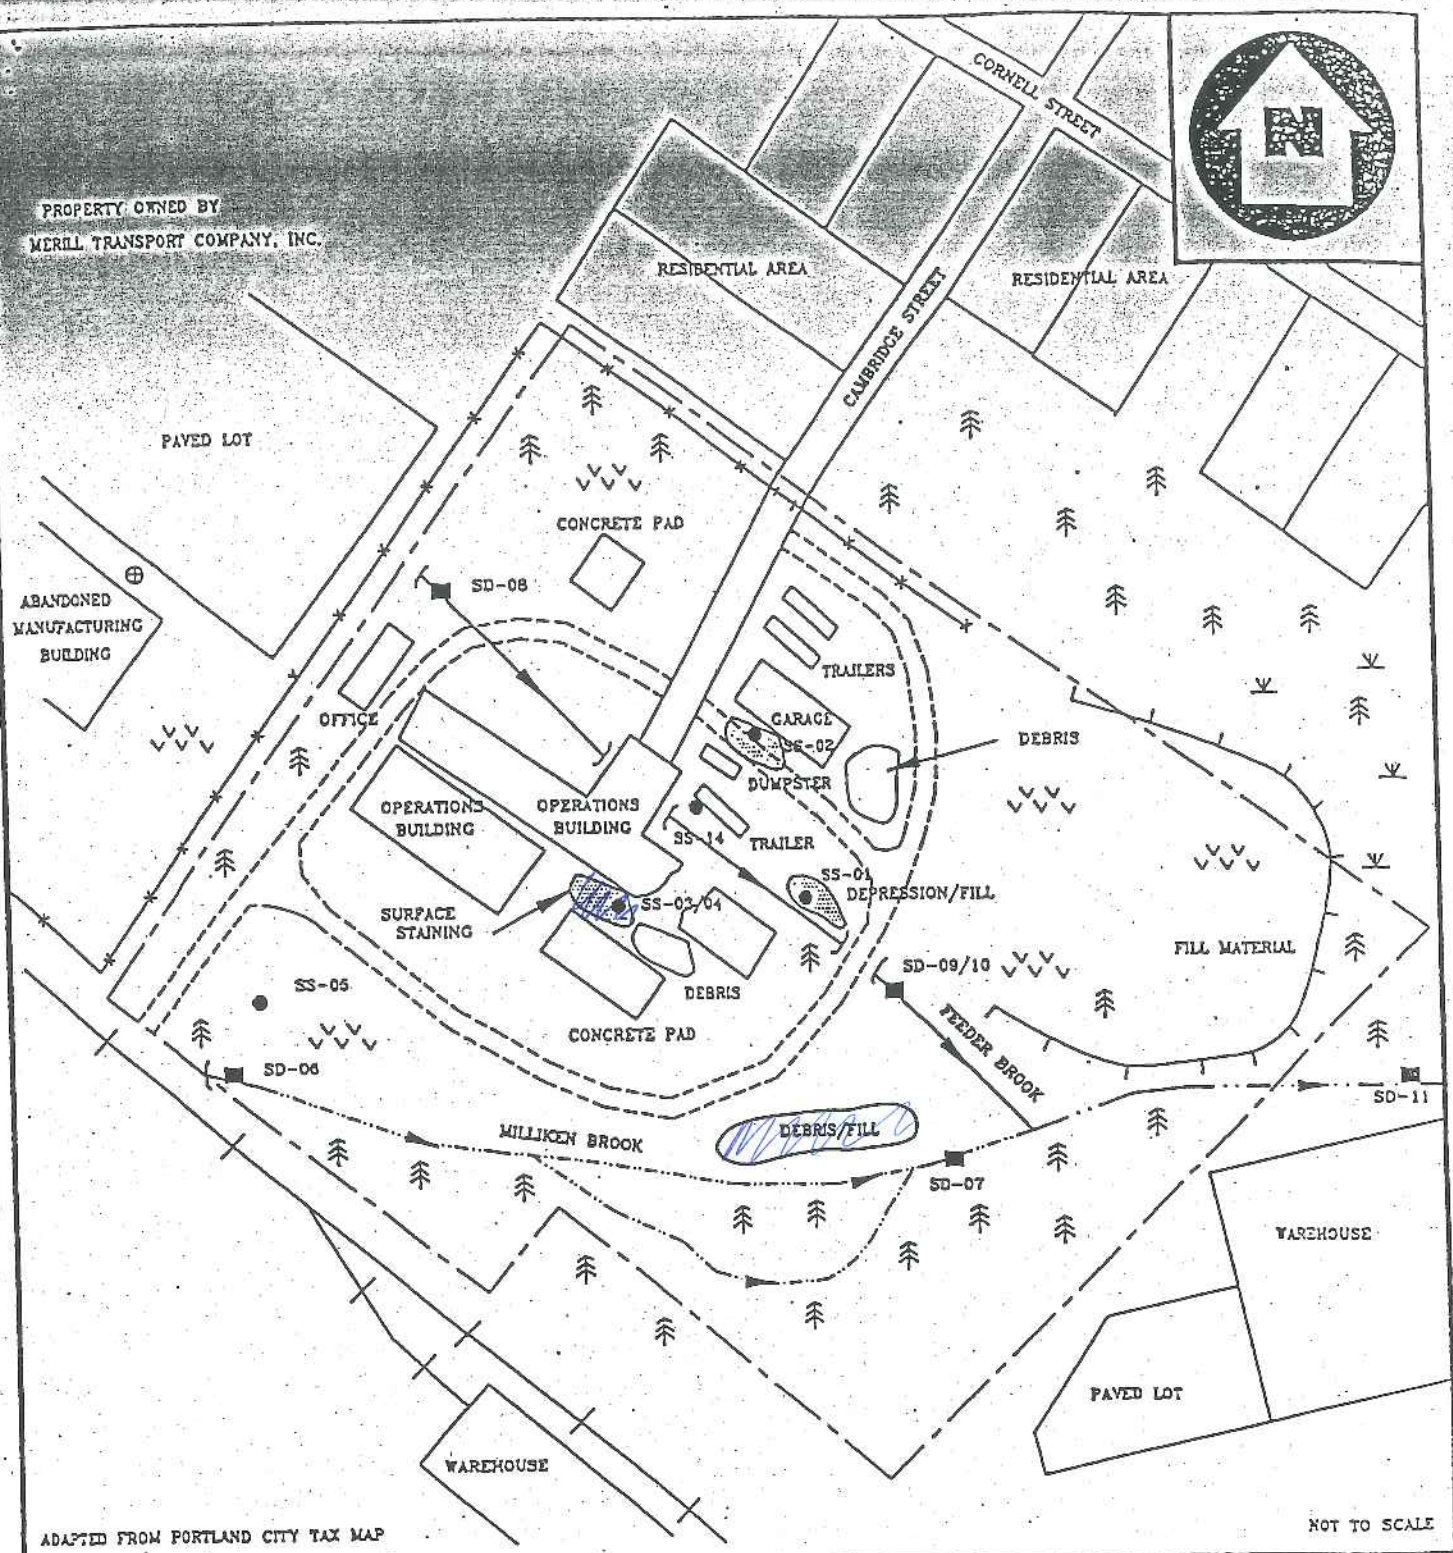 CORNELL STREET
N
PROPERTY OWNED BY
MERILL TRANSPORT COMPANY, INC.
RESIDENTIAL AREA
RESIDENTIAL AREA
CAMBRIDGE STREET
PAVED LOT
CONCRETE PAD
SD-08
ABANDONED
MANUFACTURING
BUILDING
TRAILERS
OFFICE
GARAGE
SS-02
DEBRIS
DUMPSTER
OPERATIONS
BUILDING
OPERATIONS
BUILDING
SS-14
TRAILER
SS-01
DEPRESSION/FILL
SURFACE
STAINING
SS-03/04
FILL MATERIAL
SD-09/10
SS-05
DEBRIS
CONCRETE PAD
FEEDER BROOK
SD-06
SD-11
MILLIKEN BROOK
DEBRIS/FILL
SD-07
WAREHOUSE
PAVED LOT
WAREHOUSE
ADAPTED FROM PORTLAND CITY TAX MAP
NOT TO SCALE